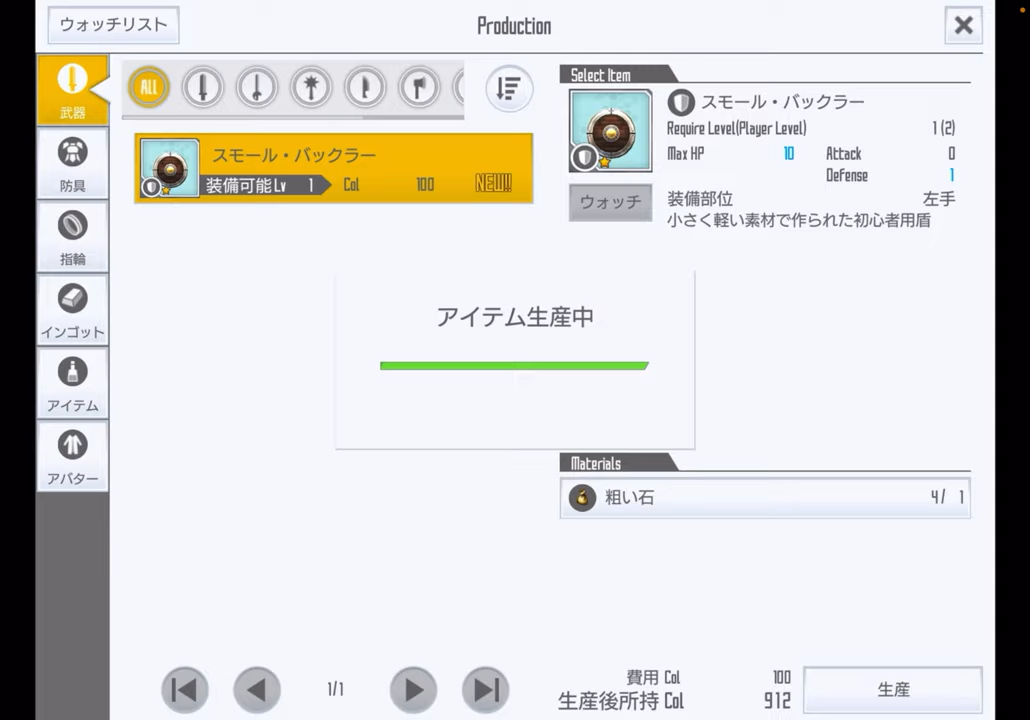 ウォッチリスト
Production
武器
防具
指輪
インゴット
アイテム
アバター
ALL
スモール・バックラー
装備可能Lv 1 Col 100 NEW!!
Select Item
スモール・バックラー
Require Level(Player Level) 1(2)
Max HP 10 Attack 0
Defense 1
ウォッチ
装備部位 左手
小さく軽い素材で作られた初心者用盾
アイテム生産中
Materials
粗い石 4/ 1
1/1
費用 Col 100
生産後所持 Col 912
生産